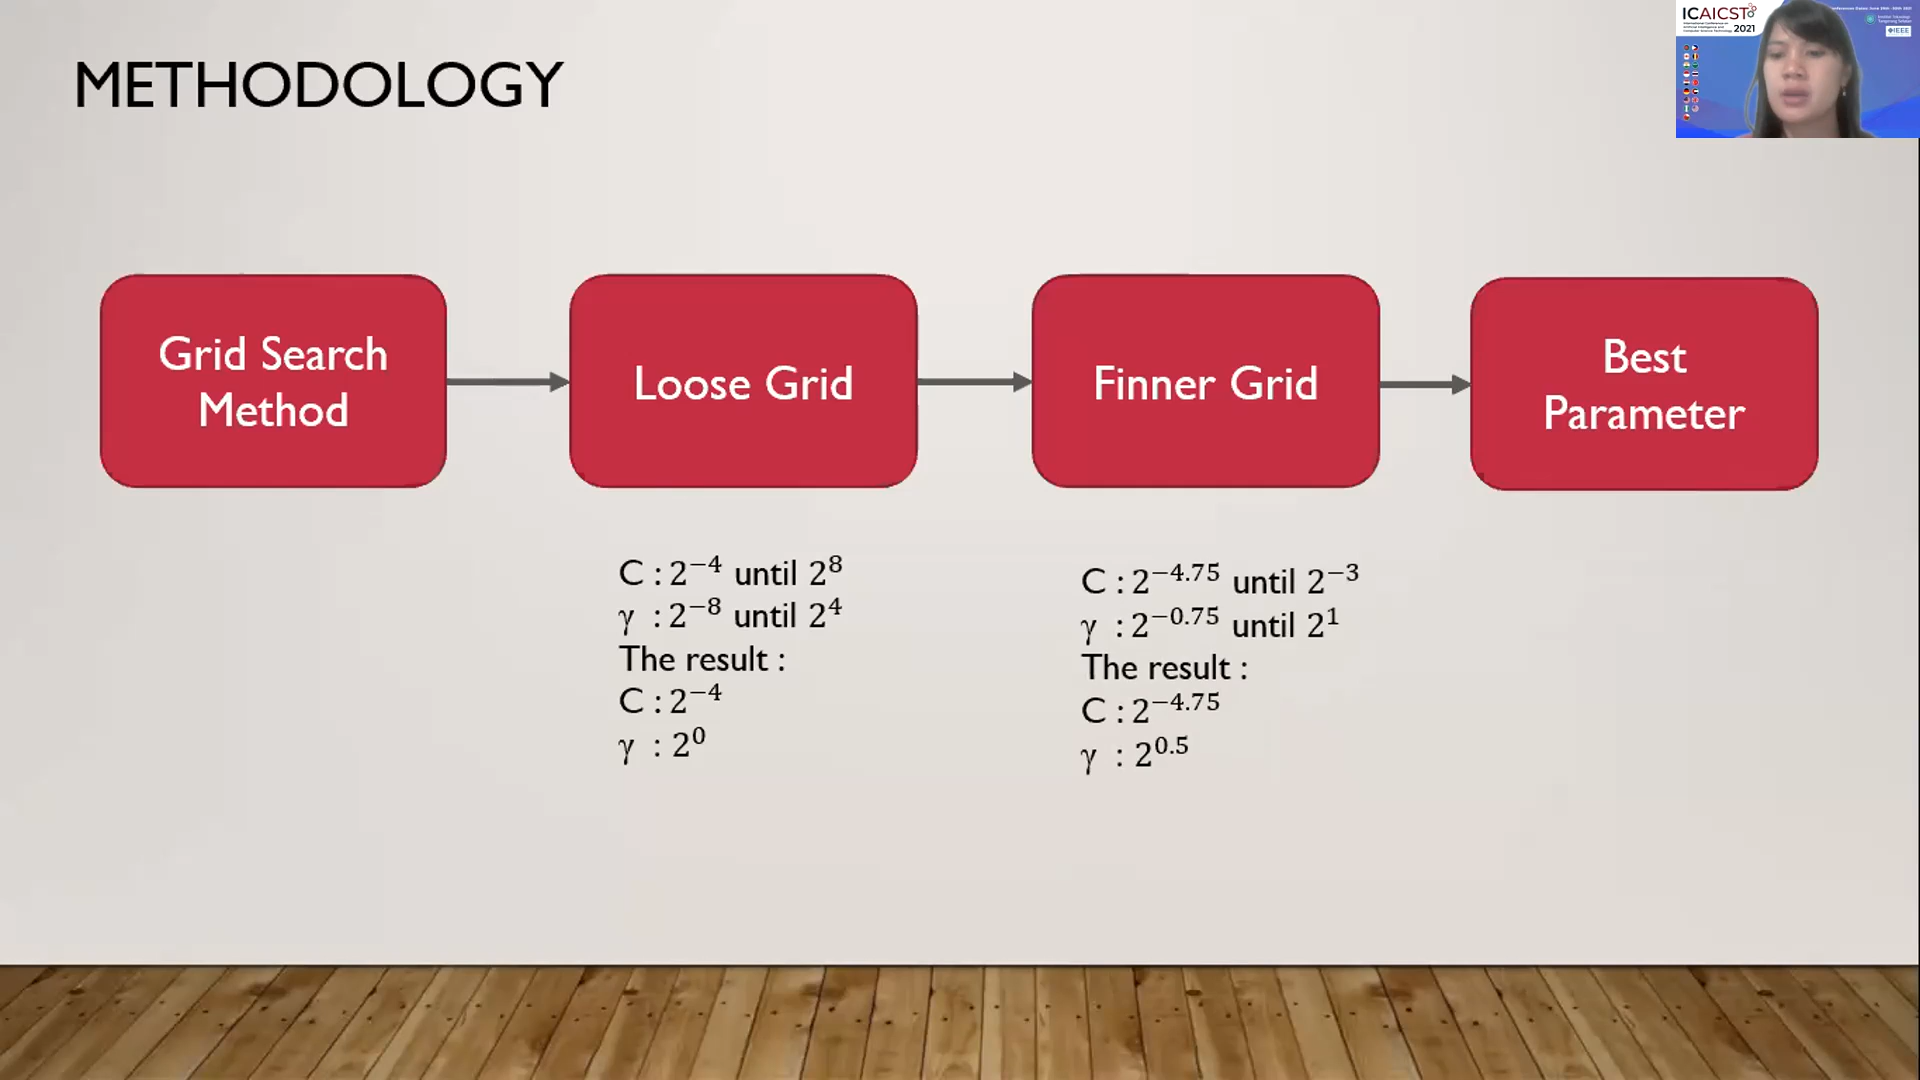 METHODOLOGY
ICAICST
2021
IEEE
Grid Search
Method
Loose Grid
Finner Grid
Best
Parameter
C : 2⁻⁴ until 2⁸
γ : 2⁻⁸ until 2⁴
The result :
C : 2⁻⁴
γ : 2⁰
C : 2^−4.75 until 2⁻³
γ : 2^−0.75 until 2¹
The result :
C : 2^−4.75
γ : 2^0.5